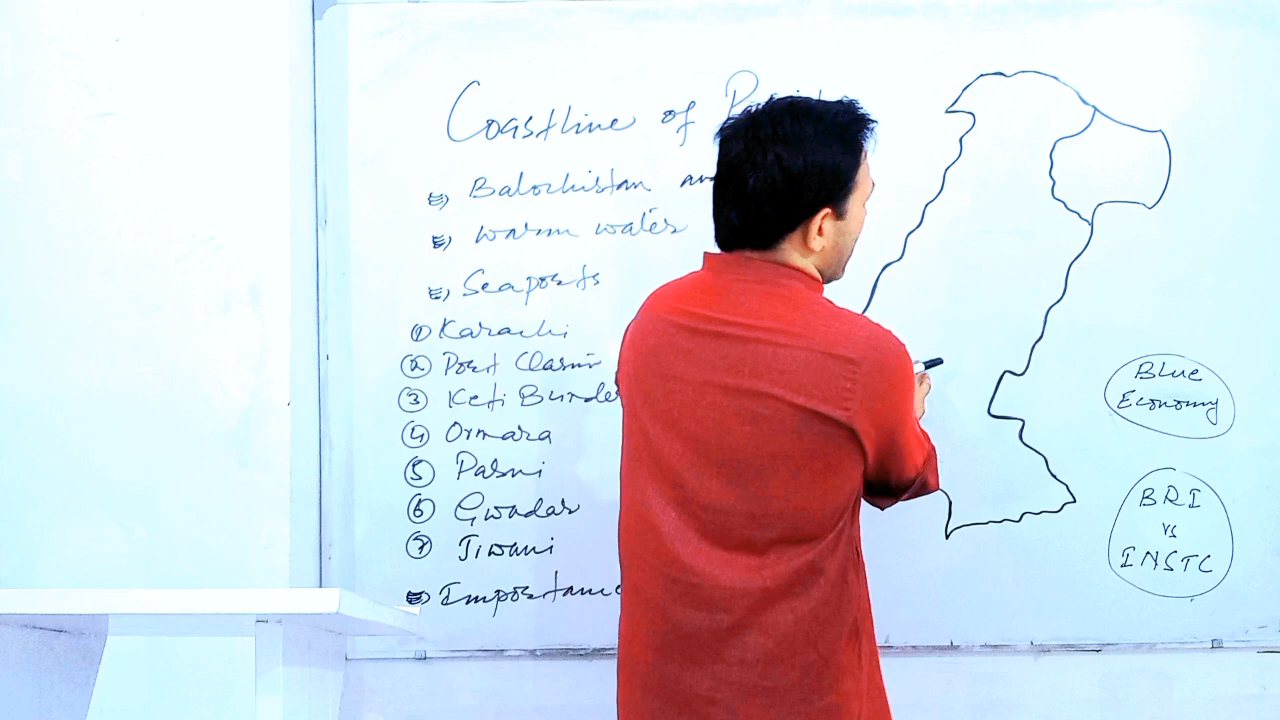 Coastline of
Balochistan
warm water
Seaports
① Karachi
② Port Qasim
③ Keti Bunder
④ Ormara
⑤ Pasni
⑥ Gwadar
⑦ Jiwani
Importance
Blue
Economy
BRI
vs
INSTC